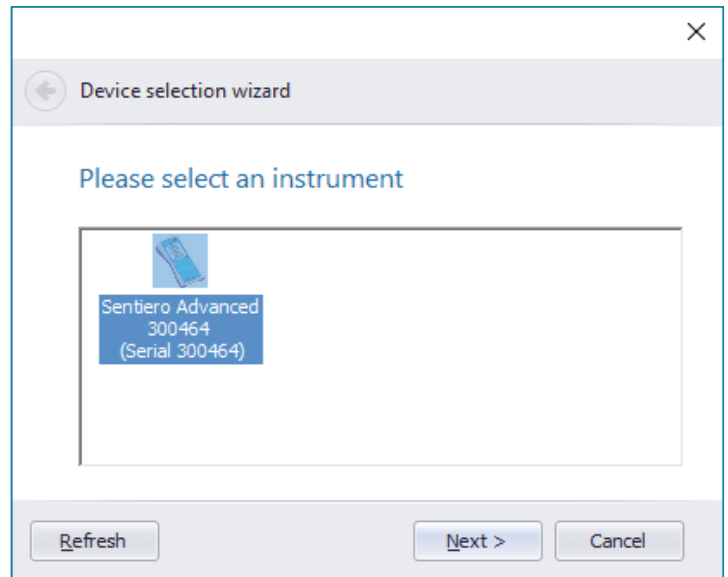 Device selection wizard
Please select an instrument
Sentiero Advanced
300464
(Serial 300464)
Refresh
Next >
Cancel